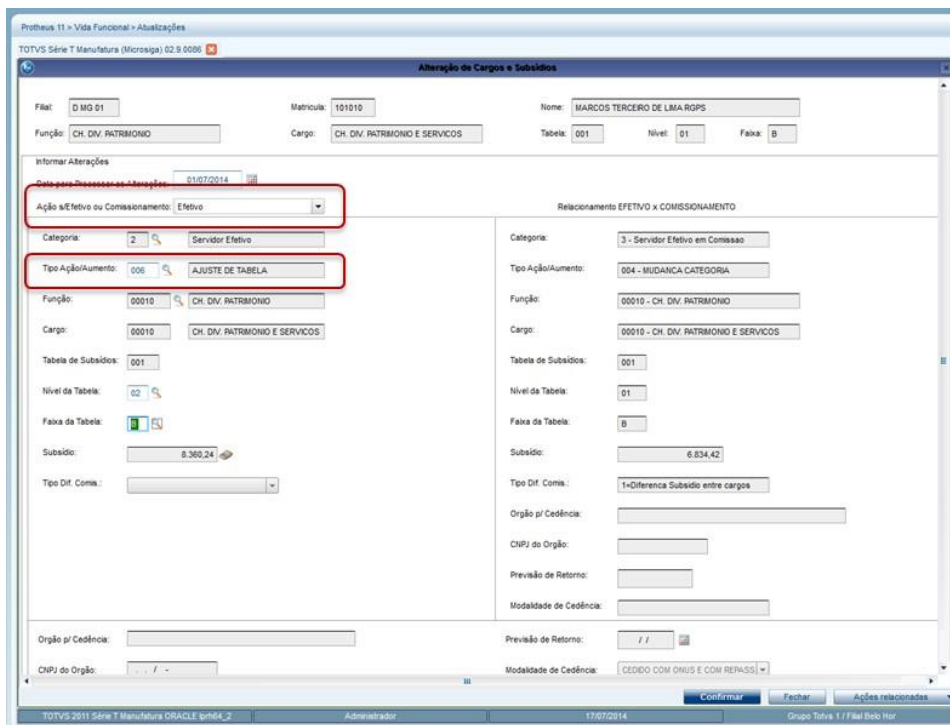 Protheus 11 > Vida Funcional > Atualizações
TOTVS Série T Manufatura (Microsiga) 02.9.0086
Alteração de Cargos e Subsídios
Filial: D MG 01 Matrícula: 101010 Nome: MARCOS TERCEIRO DE LIMA RGPS
Função: CH. DIV. PATRIMONIO Cargo: CH. DIV. PATRIMONIO E SERVICOS Tabela: 001 Nível: 01 Faixa: B
Informar Alterações
Data para Processar as Alterações: 01/07/2014
Ação s/Efetivo ou Comissionamento: Efetivo Relacionamento EFETIVO x COMISSIONAMENTO
Categoria: 2 Servidor Efetivo Categoria: 3 - Servidor Efetivo em Comissao
Tipo Ação/Aumento: 006 AJUSTE DE TABELA Tipo Ação/Aumento: 004 - MUDANCA CATEGORIA
Função: 00010 CH. DIV. PATRIMONIO Função: 00010 - CH. DIV. PATRIMONIO
Cargo: 00010 CH. DIV. PATRIMONIO E SERVICOS Cargo: 00010 - CH. DIV. PATRIMONIO E SERVICOS
Tabela de Subsídios: 001 Tabela de Subsídios: 001
Nível da Tabela: 02 Nível da Tabela: 01
Faixa da Tabela: Faixa da Tabela: B
Subsídio: 8.360,24 Subsídio: 6.834,42
Tipo Dif. Comis.: Tipo Dif. Comis.: 1=Diferenca Subsidio entre cargos
Orgão p/ Cedência:
CNPJ do Orgão:
Previsão de Retorno:
Modalidade de Cedência:
Orgão p/ Cedência: Previsão de Retorno: / /
CNPJ do Orgão: . . / - Modalidade de Cedência: CEDIDO COM ONUS E COM REPASS
Confirmar Fechar Ações relacionadas
TOTVS 2011 Série T Manufatura ORACLE lprh64_2 Administrador 17/07/2014 Grupo Totvs 1 / Filial Belo Hor